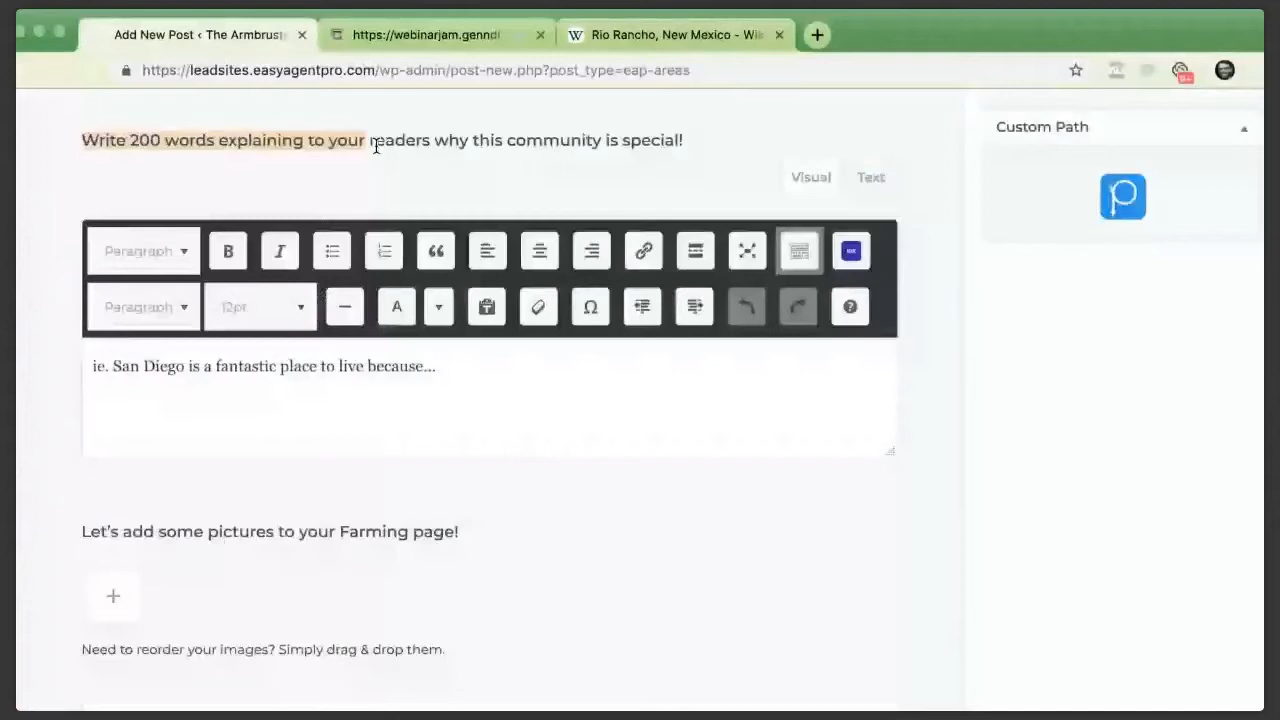 Add New Post ‹ The Armbrust
https://webinarjam.genndi
W Rio Rancho, New Mexico - Wi
https://leadsites.easyagentpro.com/wp-admin/post-new.php?post_type=eap-areas
9+
Write 200 words explaining to your readers why this community is special!
Custom Path
Visual Text
Paragraph
B I
Paragraph 12pt
A Ω ?
ie. San Diego is a fantastic place to live because...
Let's add some pictures to your Farming page!
+
Need to reorder your images? Simply drag & drop them.